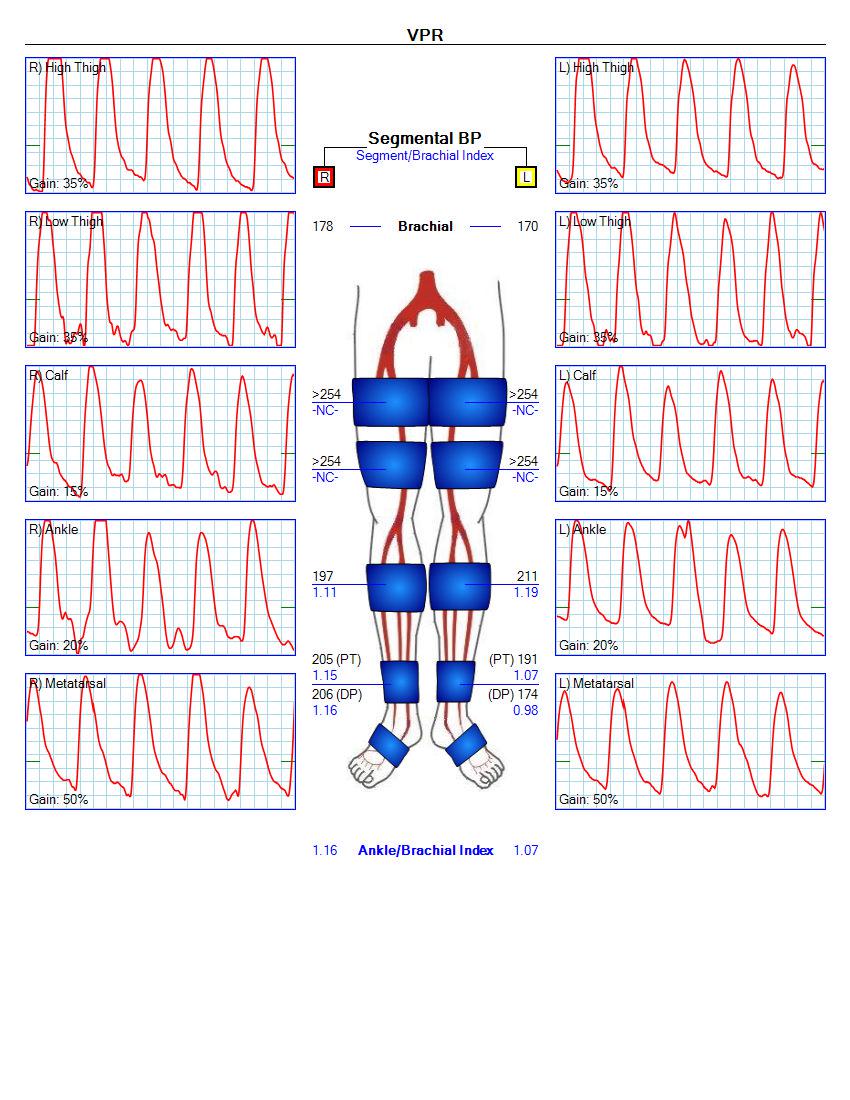 VPR
R) High Thigh
Gain: 35%
R) Low Thigh
Gain: 35%
R) Calf
Gain: 15%
R) Ankle
Gain: 20%
R) Metatarsal
Gain: 50%
Segmental BP
Segment/Brachial Index
R L
178 Brachial 170
>254 >254
-NC- -NC-
>254 >254
-NC- -NC-
197 211
1.11 1.19
205 (PT) (PT) 191
1.15 1.07
206 (DP) (DP) 174
1.16 0.98
1.16 Ankle/Brachial Index 1.07
L) High Thigh
Gain: 35%
L) Low Thigh
Gain: 35%
L) Calf
Gain: 15%
L) Ankle
Gain: 20%
L) Metatarsal
Gain: 50%